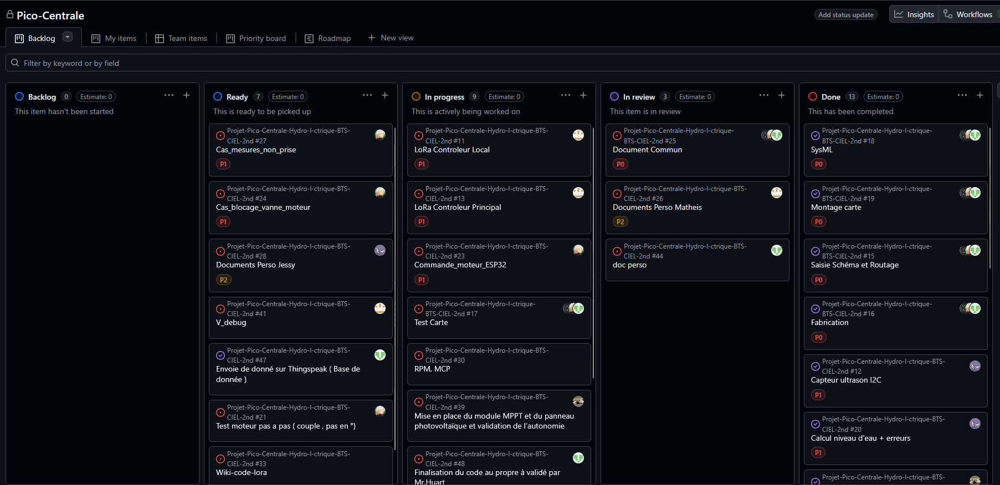 Pico-Centrale
Add status update
Insights
Workflows
Backlog
My items
Team items
Priority board
Roadmap
New view
Filter by keyword or by field
Backlog 0 Estimate: 0
This item hasn't been started
Ready 7 Estimate: 0
This is ready to be picked up
Projet-Pico-Centrale-Hydro-l-ctrique-BTS-
CIEL-2nd #27
Cas_mesures_non_prise
P1
Projet-Pico-Centrale-Hydro-l-ctrique-BTS-
CIEL-2nd #24
Cas_blocage_vanne_moteur
P1
Projet-Pico-Centrale-Hydro-l-ctrique-BTS-
CIEL-2nd #28
Documents Perso Jessy
P2
Projet-Pico-Centrale-Hydro-l-ctrique-BTS-
CIEL-2nd #41
V_debug
Projet-Pico-Centrale-Hydro-l-ctrique-BTS-
CIEL-2nd #47
Envoie de donné sur Thingspeak ( Base de
donnée )
Projet-Pico-Centrale-Hydro-l-ctrique-BTS-
CIEL-2nd #21
Test moteur pas a pas ( couple , pas en °)
Projet-Pico-Centrale-Hydro-l-ctrique-BTS-
CIEL-2nd #33
Wiki-code-lora
In progress 9 Estimate: 0
This is actively being worked on
Projet-Pico-Centrale-Hydro-l-ctrique-BTS-
CIEL-2nd #11
LoRa Controleur Local
P1
Projet-Pico-Centrale-Hydro-l-ctrique-BTS-
CIEL-2nd #13
LoRa Controleur Principal
P1
Projet-Pico-Centrale-Hydro-l-ctrique-BTS-
CIEL-2nd #23
Commande_moteur_ESP32
P1
Projet-Pico-Centrale-Hydro-l-ctrique-
BTS-CIEL-2nd #17
Test Carte
Projet-Pico-Centrale-Hydro-l-ctrique-BTS-
CIEL-2nd #30
RPM, MCP
Projet-Pico-Centrale-Hydro-l-ctrique-BTS-
CIEL-2nd #39
Mise en place du module MPPT et du panneau
photovoltaïque et validation de l'autonomie
Projet-Pico-Centrale-Hydro-l-ctrique-BTS-
CIEL-2nd #48
Finalisation du code au propre à validé par
Mr.Huart
In review 3 Estimate: 0
This item is in review
Projet-Pico-Centrale-Hydro-l-ctrique-
BTS-CIEL-2nd #25
Document Commun
P0
Projet-Pico-Centrale-Hydro-l-ctrique-BTS-
CIEL-2nd #26
Documents Perso Matheis
P2
Projet-Pico-Centrale-Hydro-l-ctrique-BTS-
CIEL-2nd #44
doc perso
Done 13 Estimate: 0
This has been completed
Projet-Pico-Centrale-Hydro-l-ctrique-
BTS-CIEL-2nd #18
SysML
P0
Projet-Pico-Centrale-Hydro-l-ctrique-
BTS-CIEL-2nd #19
Montage carte
P0
Projet-Pico-Centrale-Hydro-l-ctrique-
BTS-CIEL-2nd #15
Saisie Schéma et Routage
P0
Projet-Pico-Centrale-Hydro-l-ctrique-
BTS-CIEL-2nd #16
Fabrication
P0
Projet-Pico-Centrale-Hydro-l-ctrique-BTS-
CIEL-2nd #12
Capteur ultrason I2C
P1
Projet-Pico-Centrale-Hydro-l-ctrique-BTS-
CIEL-2nd #20
Calcul niveau d'eau + erreurs
P1
Projet-Pico-Centrale-Hydro-l-ctrique-BTS-